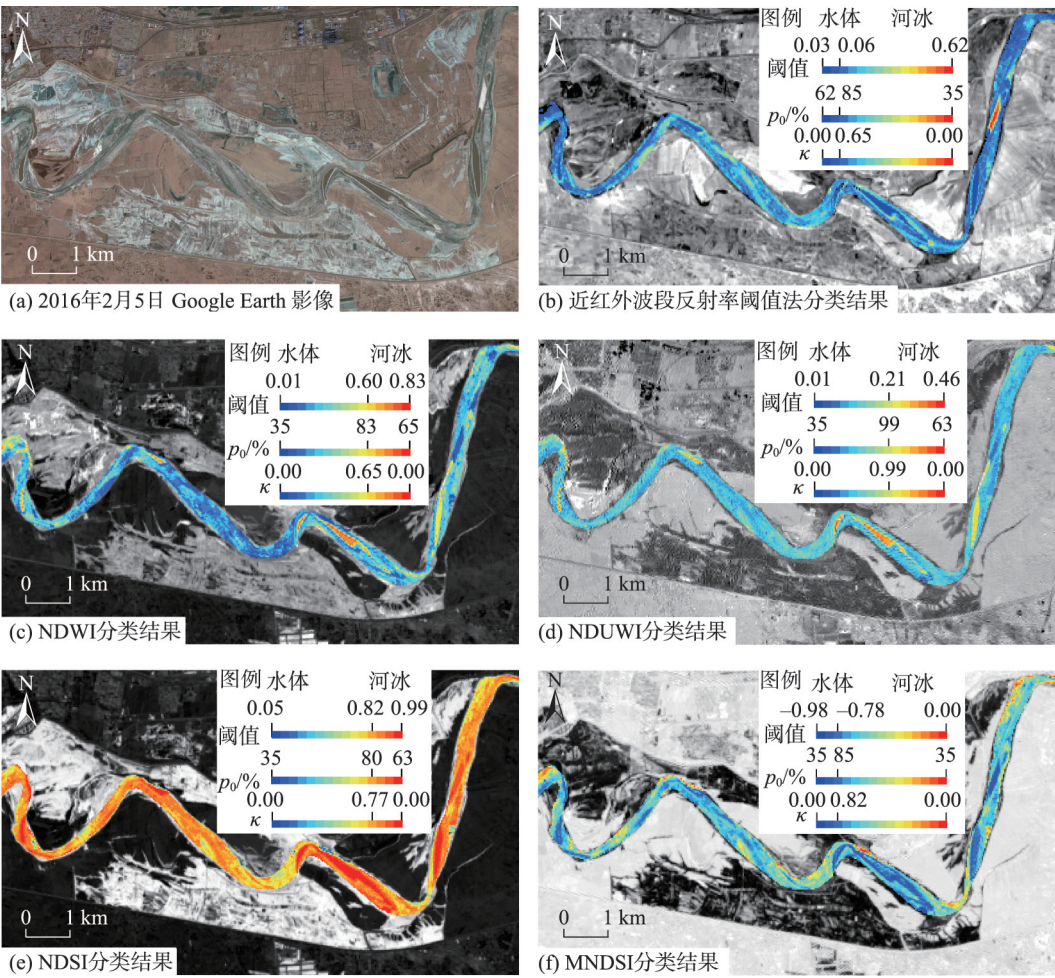 N
0 1 km
(a) 2016年2月5日 Google Earth 影像
N
图例 水体 河冰
0.03 0.06 0.62
阈值
62 85 35
p₀/%
0.00 0.65 0.00
κ
0 1 km
(b) 近红外波段反射率阈值法分类结果
N
图例 水体 河冰
0.01 0.60 0.83
阈值
35 83 65
p₀/%
0.00 0.65 0.00
κ
0 1 km
(c) NDWI分类结果
N
图例 水体 河冰
0.01 0.21 0.46
阈值
35 99 63
p₀/%
0.00 0.99 0.00
κ
0 1 km
(d) NDUWI分类结果
N
图例 水体 河冰
0.05 0.82 0.99
阈值
35 80 63
p₀/%
0.00 0.77 0.00
κ
0 1 km
(e) NDSI分类结果
N
图例 水体 河冰
−0.98 −0.78 0.00
阈值
35 85 35
p₀/%
0.00 0.82 0.00
κ
0 1 km
(f) MNDSI分类结果